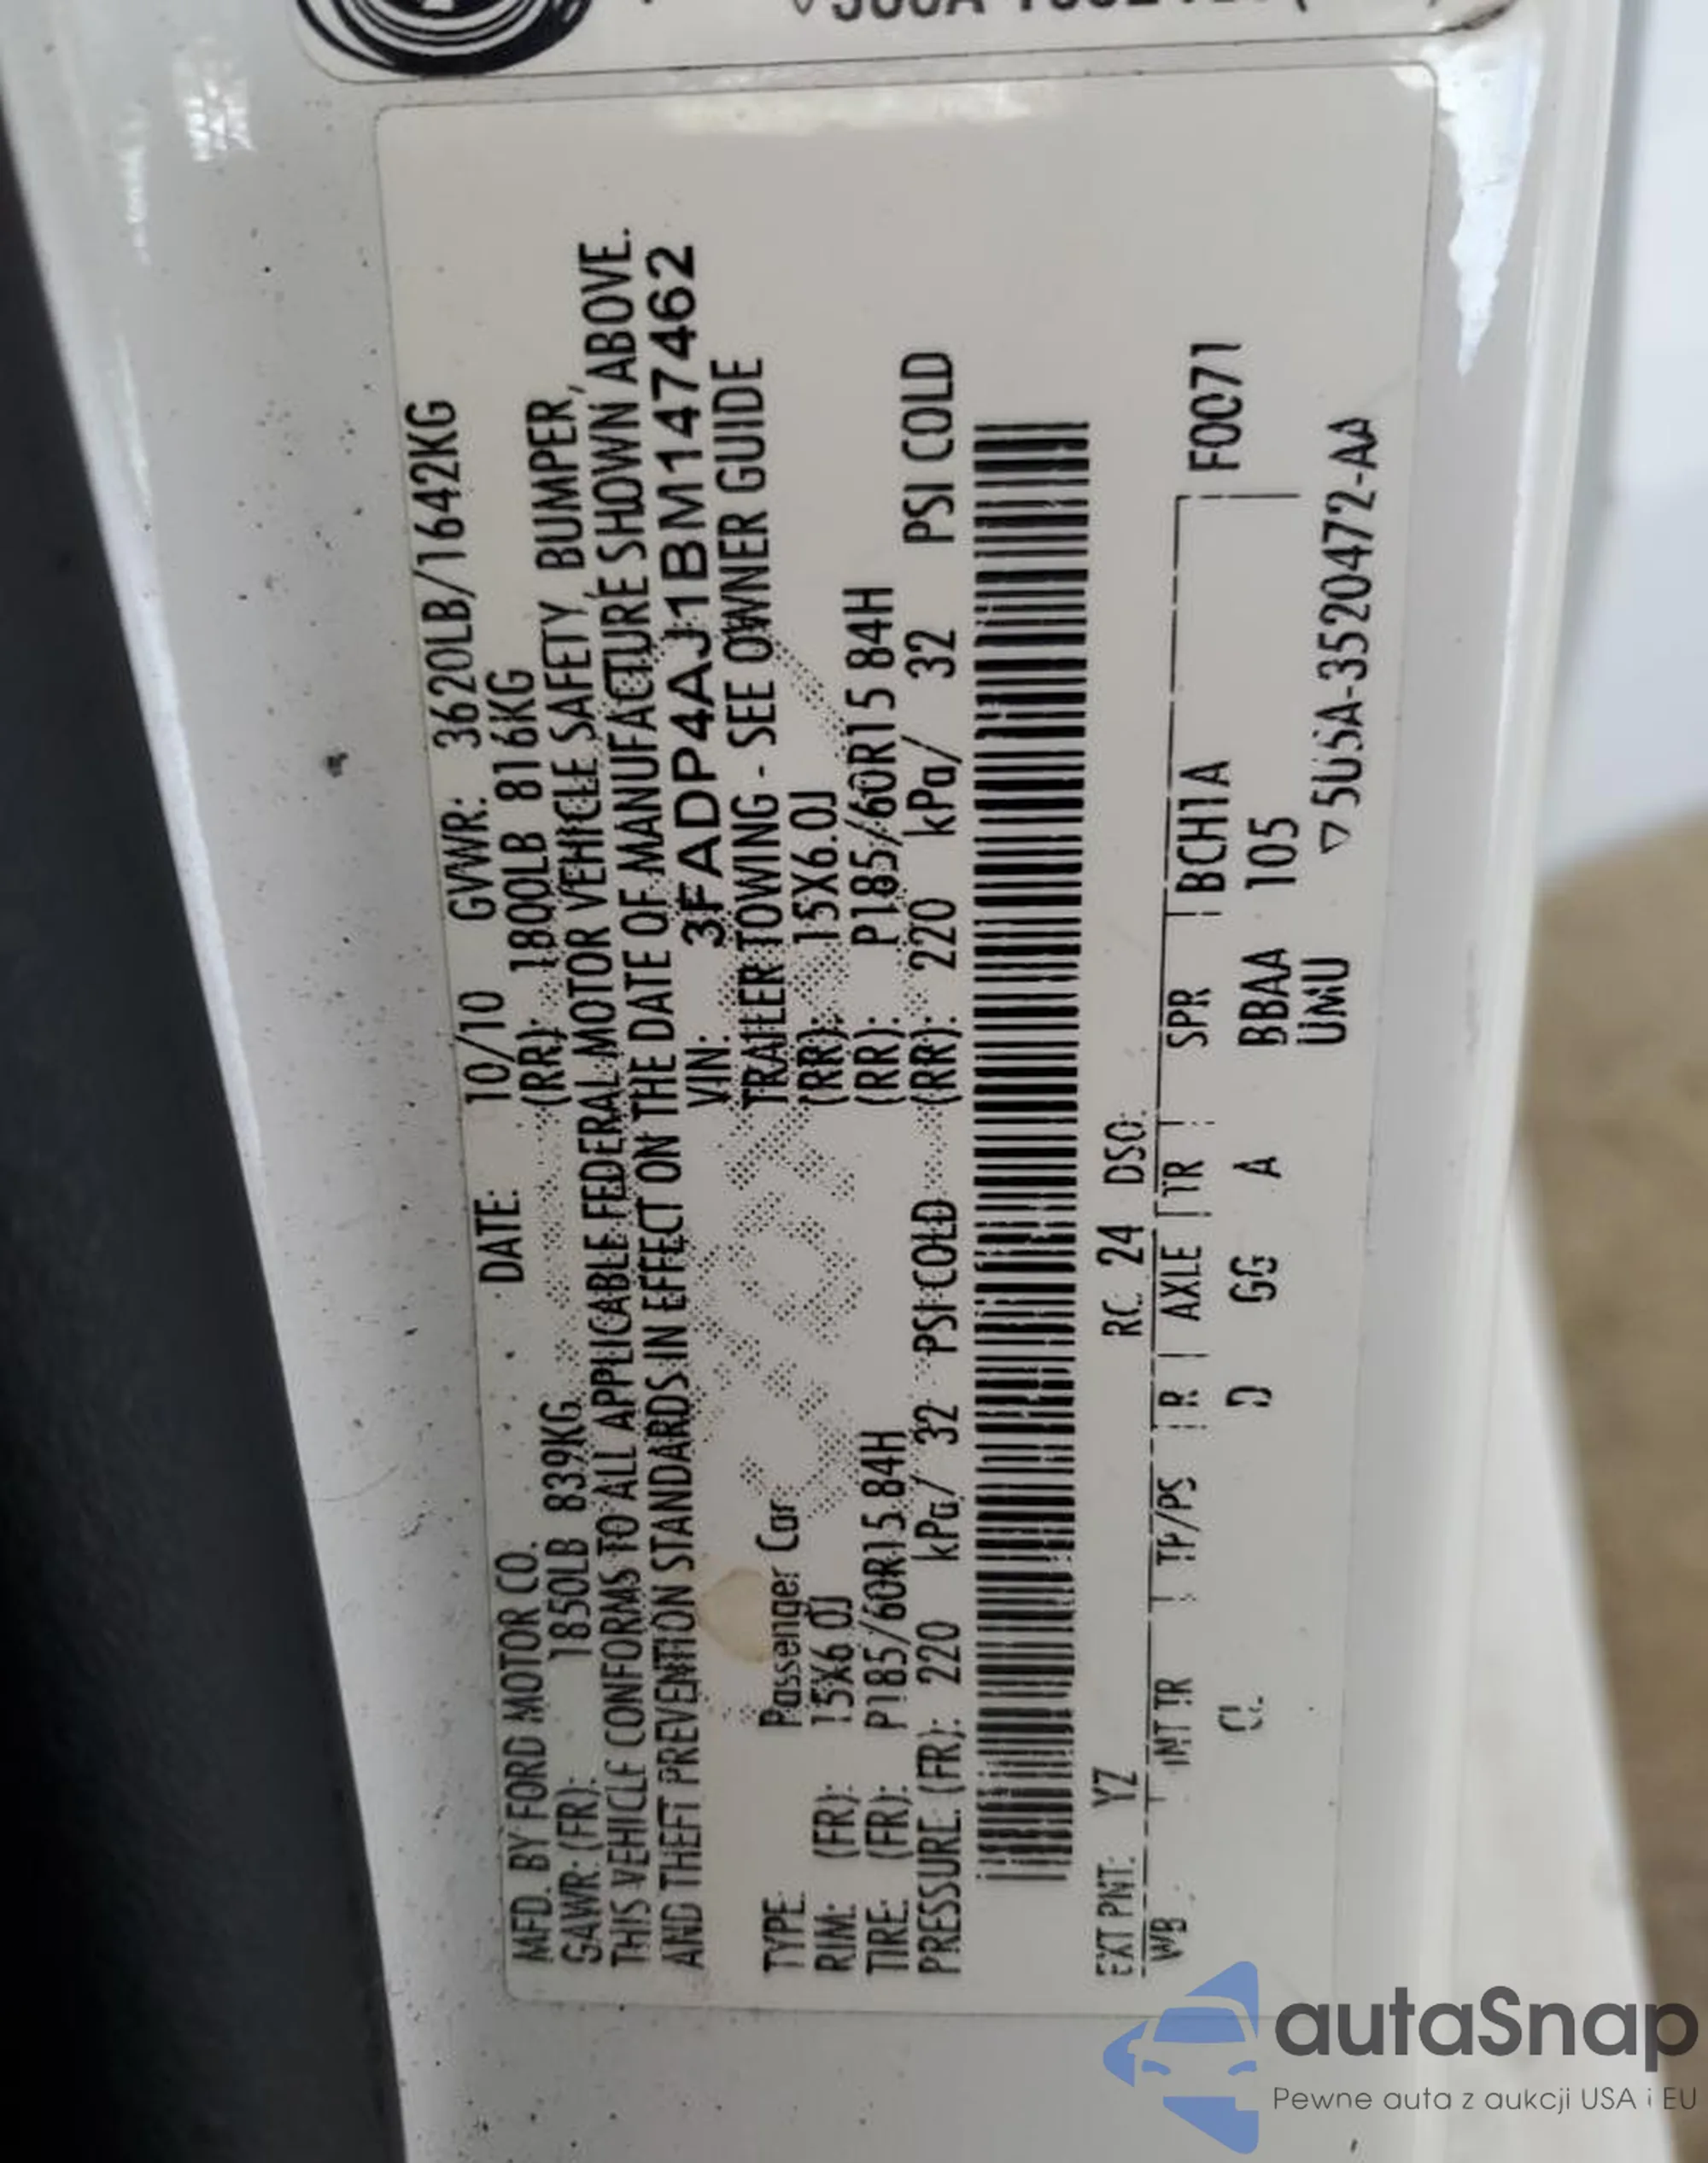 MFD. BY FORD MOTOR CO. DATE: 10/10 GVWR: 3620LB/1642KG
GAWR: (FR): 1850LB 839KG (RR): 1800LB 816KG
THIS VEHICLE CONFORMS TO ALL APPLICABLE FEDERAL MOTOR VEHICLE SAFETY, BUMPER,
AND THEFT PREVENTION STANDARDS IN EFFECT ON THE DATE OF MANUFACTURE SHOWN ABOVE.
VIN: 3FADP4AJ1BM147462
TYPE: Passenger Car TRAILER TOWING - SEE OWNER GUIDE
RIM: (FR): 15X6.0J (RR): 15X6.0J
TIRE: (FR): P185/60R15 84H (RR): P185/60R15 84H
PRESSURE: (FR): 220 kPa/ 32 PSI COLD (RR): 220 kPa/ 32 PSI COLD
EXT PNT: YZ RC: 24 DSO:
WB INT TR TP/PS R AXLE TR SPR BCH1A F0071
D GG A BBAA 105
UMU ▽5U5A-3520472-AA
autaSnap
Pewne auta z aukcji USA i EU